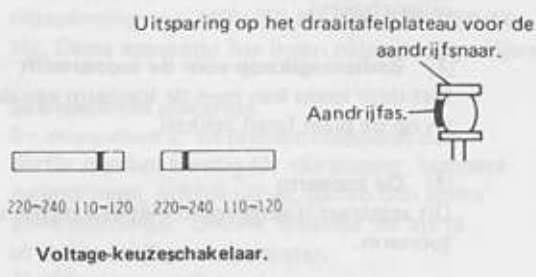 Uitsparing op het draaitafelplateau voor de
aandrijfsnaar.
Aandrijfas.
220-240 110-120 220-240 110-120
Voltage-keuzeschakelaar.